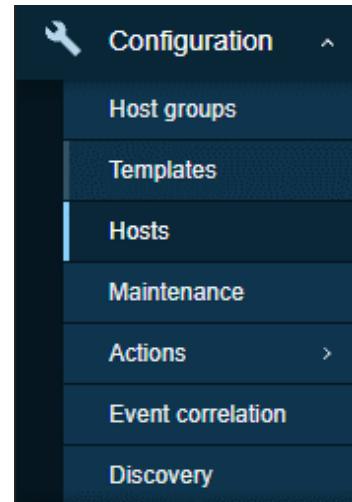 Configuration
Host groups
Templates
Hosts
Maintenance
Actions
Event correlation
Discovery